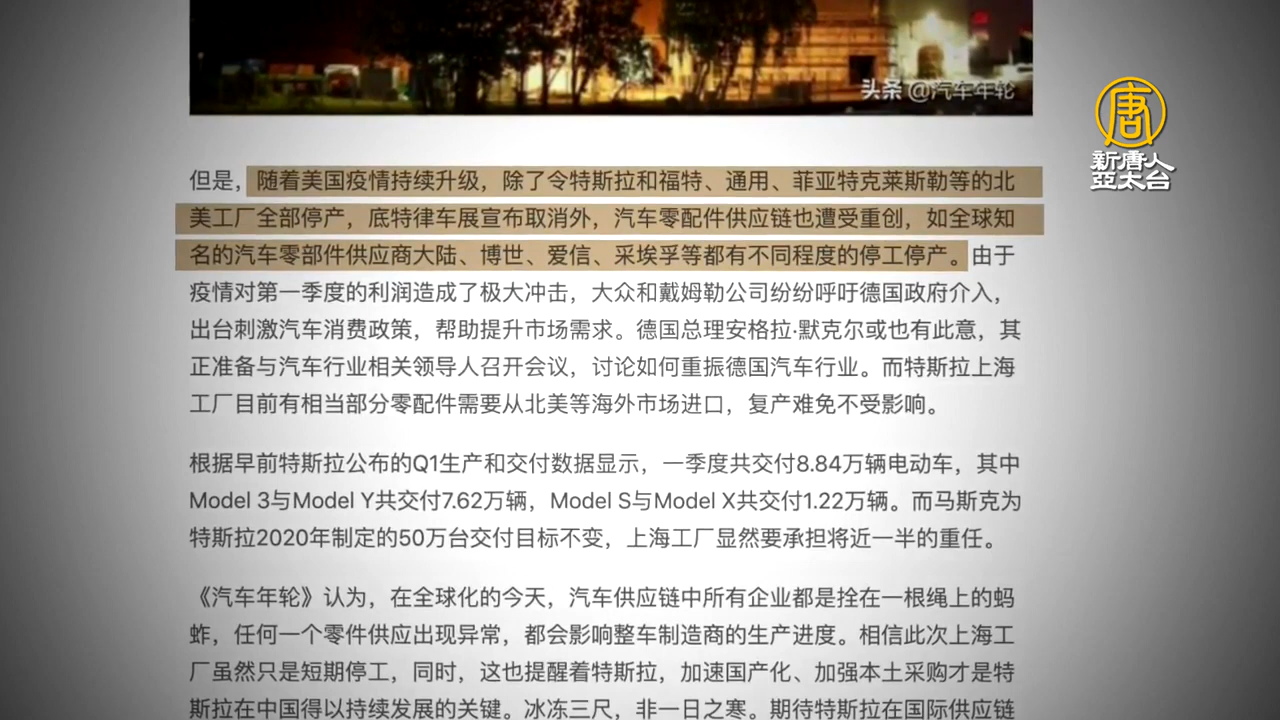 头条 @汽车年轮
唐
新唐人
亞太台
但是，随着美国疫情持续升级，除了令特斯拉和福特、通用、菲亚特克莱斯勒等的北
美工厂全部停产，底特律车展宣布取消外，汽车零配件供应链也遭受重创，如全球知
名的汽车零部件供应商大陆、博世、爱信、采埃孚等都有不同程度的停工停产。由于
疫情对第一季度的利润造成了极大冲击，大众和戴姆勒公司纷纷呼吁德国政府介入，
出台刺激汽车消费政策，帮助提升市场需求。德国总理安格拉·默克尔或也有此意，其
正准备与汽车行业相关领导人召开会议，讨论如何重振德国汽车行业。而特斯拉上海
工厂目前有相当部分零配件需要从北美等海外市场进口，复产难免不受影响。
根据早前特斯拉公布的Q1生产和交付数据显示，一季度共交付8.84万辆电动车，其中
Model 3与Model Y共交付7.62万辆，Model S与Model X共交付1.22万辆。而马斯克为
特斯拉2020年制定的50万台交付目标不变，上海工厂显然要承担将近一半的重任。
《汽车年轮》认为，在全球化的今天，汽车供应链中所有企业都是拴在一根绳上的蚂
蚱，任何一个零件供应出现异常，都会影响整车制造商的生产进度。相信此次上海工
厂虽然只是短期停工，同时，这也提醒着特斯拉，加速国产化、加强本土采购才是特
斯拉在中国得以持续发展的关键。冰冻三尺，非一日之寒。期待特斯拉在国际供应链